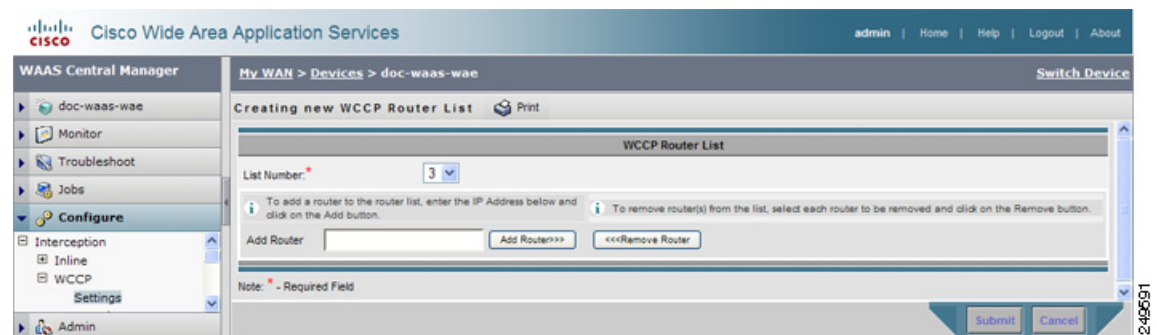 CISCO Cisco Wide Area Application Services
admin | Home | Help | Logout | About
WAAS Central Manager
My WAN > Devices > doc-waas-wae
Switch Device
doc-waas-wae
Monitor
Troubleshoot
Jobs
Configure
Interception
Inline
WCCP
Settings
Admin
Creating new WCCP Router List Print
WCCP Router List
List Number:* 3
To add a router to the router list, enter the IP Address below and
click on the Add button.
To remove router(s) from the list, select each router to be removed and click on the Remove button.
Add Router
Add Router>>>
<<<Remove Router
Note: * - Required Field
Submit Cancel
249591